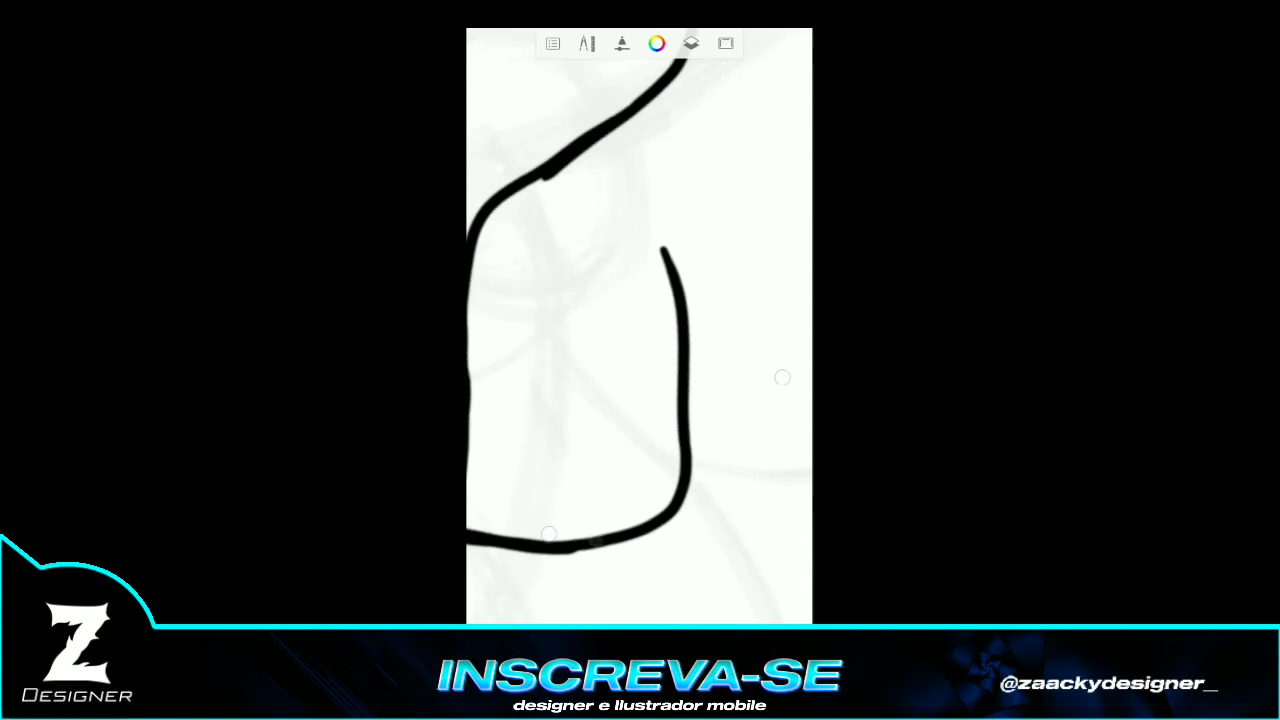 Z
DESIGNER
INSCREVA-SE
designer e Ilustrador mobile
@zaackydesigner_